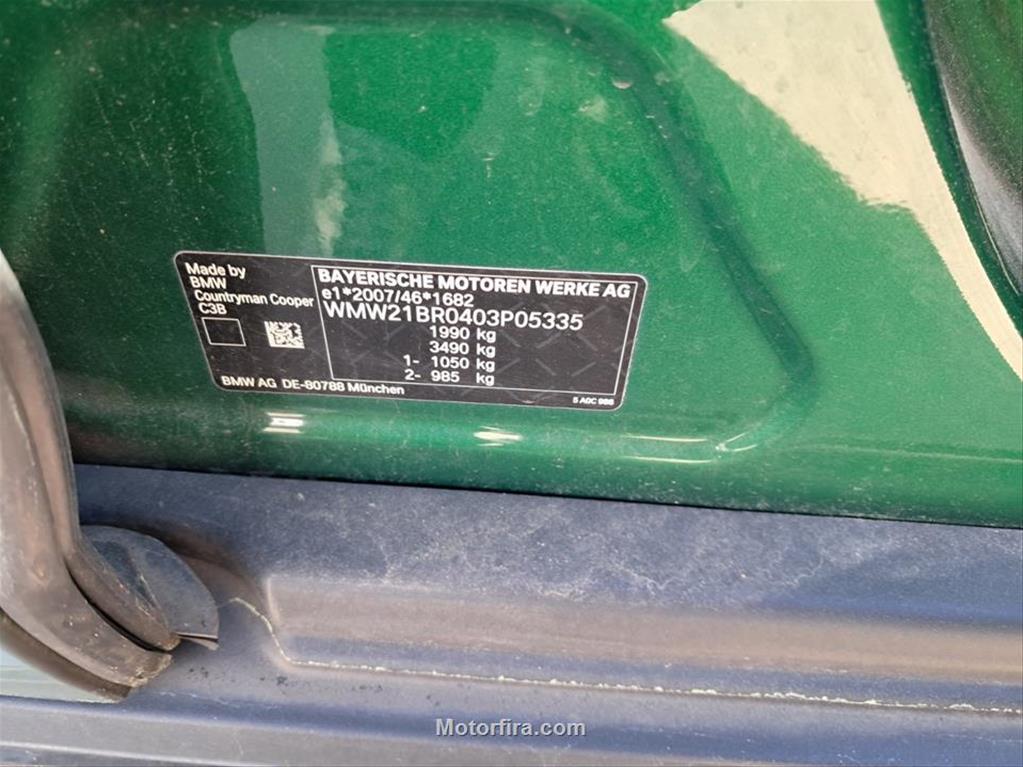 Made by
BMW
Countryman Cooper
C3B
BAYERISCHE MOTOREN WERKE AG
e1*2007/46*1682
WMW21BR0403P05335
1990 kg
3490 kg
1- 1050 kg
2- 985 kg
BMW AG DE-80788 München
5 A0C 986
Motorfira.com